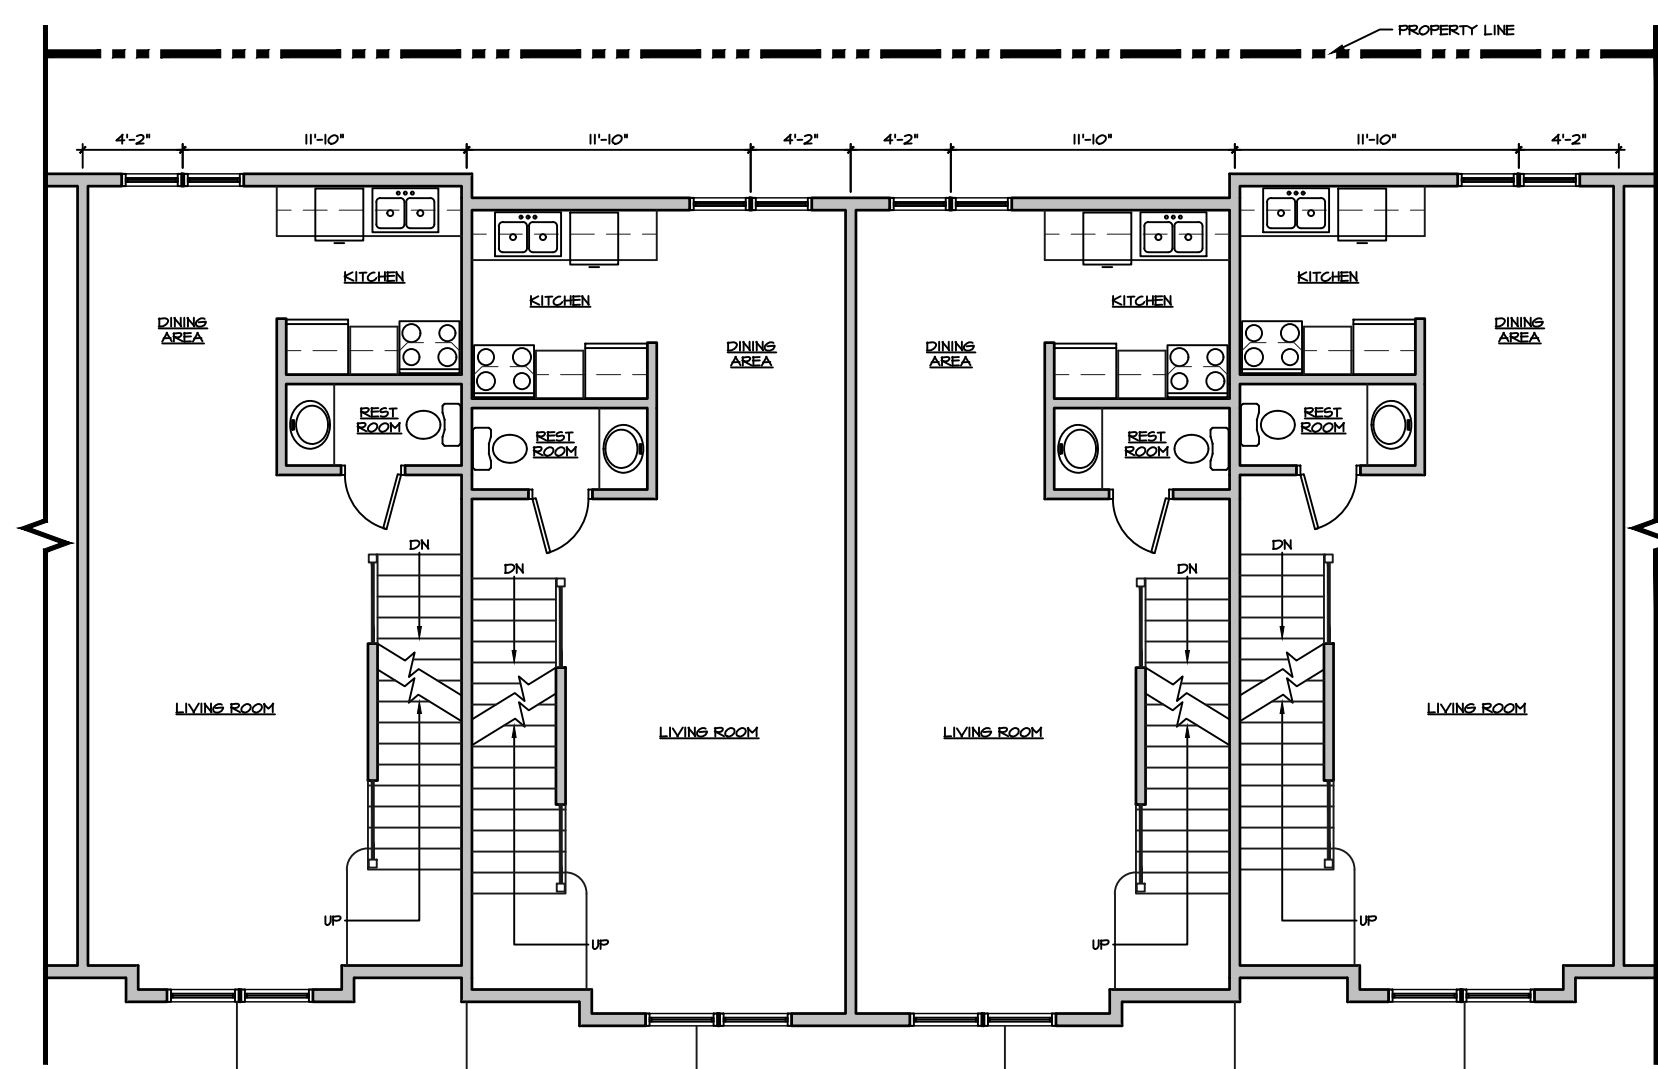 PROPERTY LINE
4'-2" 11'-10" 11'-10" 4'-2" 4'-2" 11'-10" 11'-10" 4'-2"
KITCHEN
KITCHEN
KITCHEN
KITCHEN
DINING
AREA
DINING
AREA
DINING
AREA
DINING
AREA
REST
ROOM
REST
ROOM
REST
ROOM
REST
ROOM
DN
DN
DN
DN
LIVING ROOM
LIVING ROOM
LIVING ROOM
LIVING ROOM
UP
UP
UP
UP